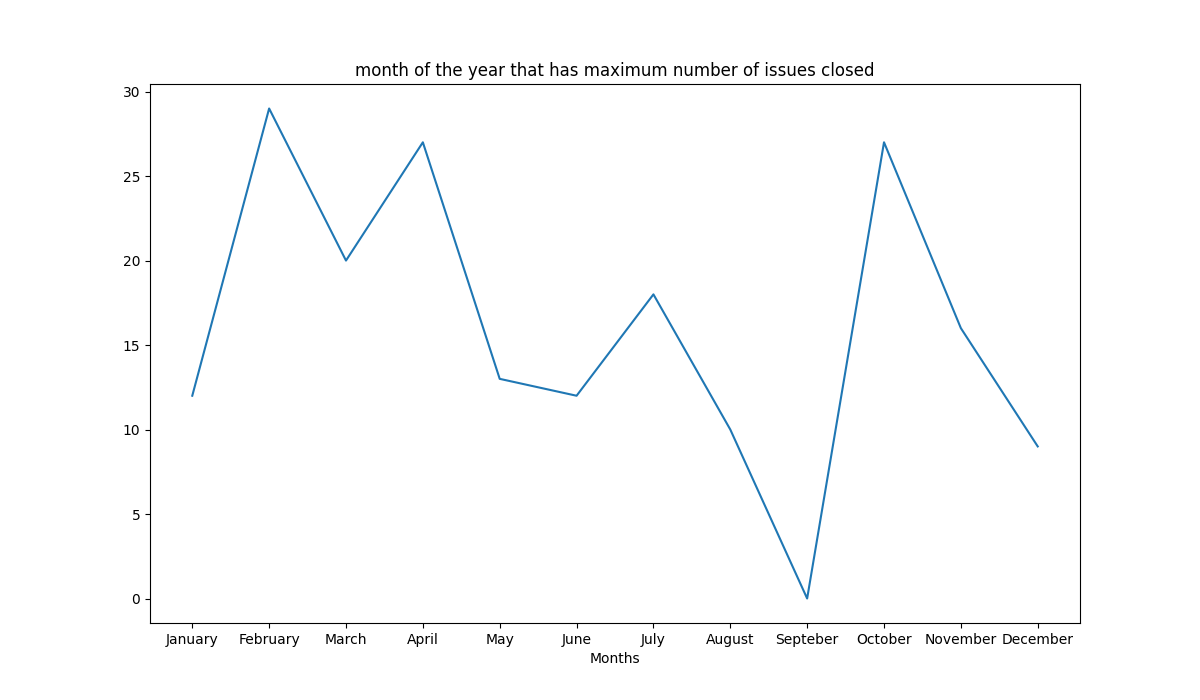 month of the year that has maximum number of issues closed
30
25
20
15
10
5
0
January February March April May June July August Septeber October November December
Months